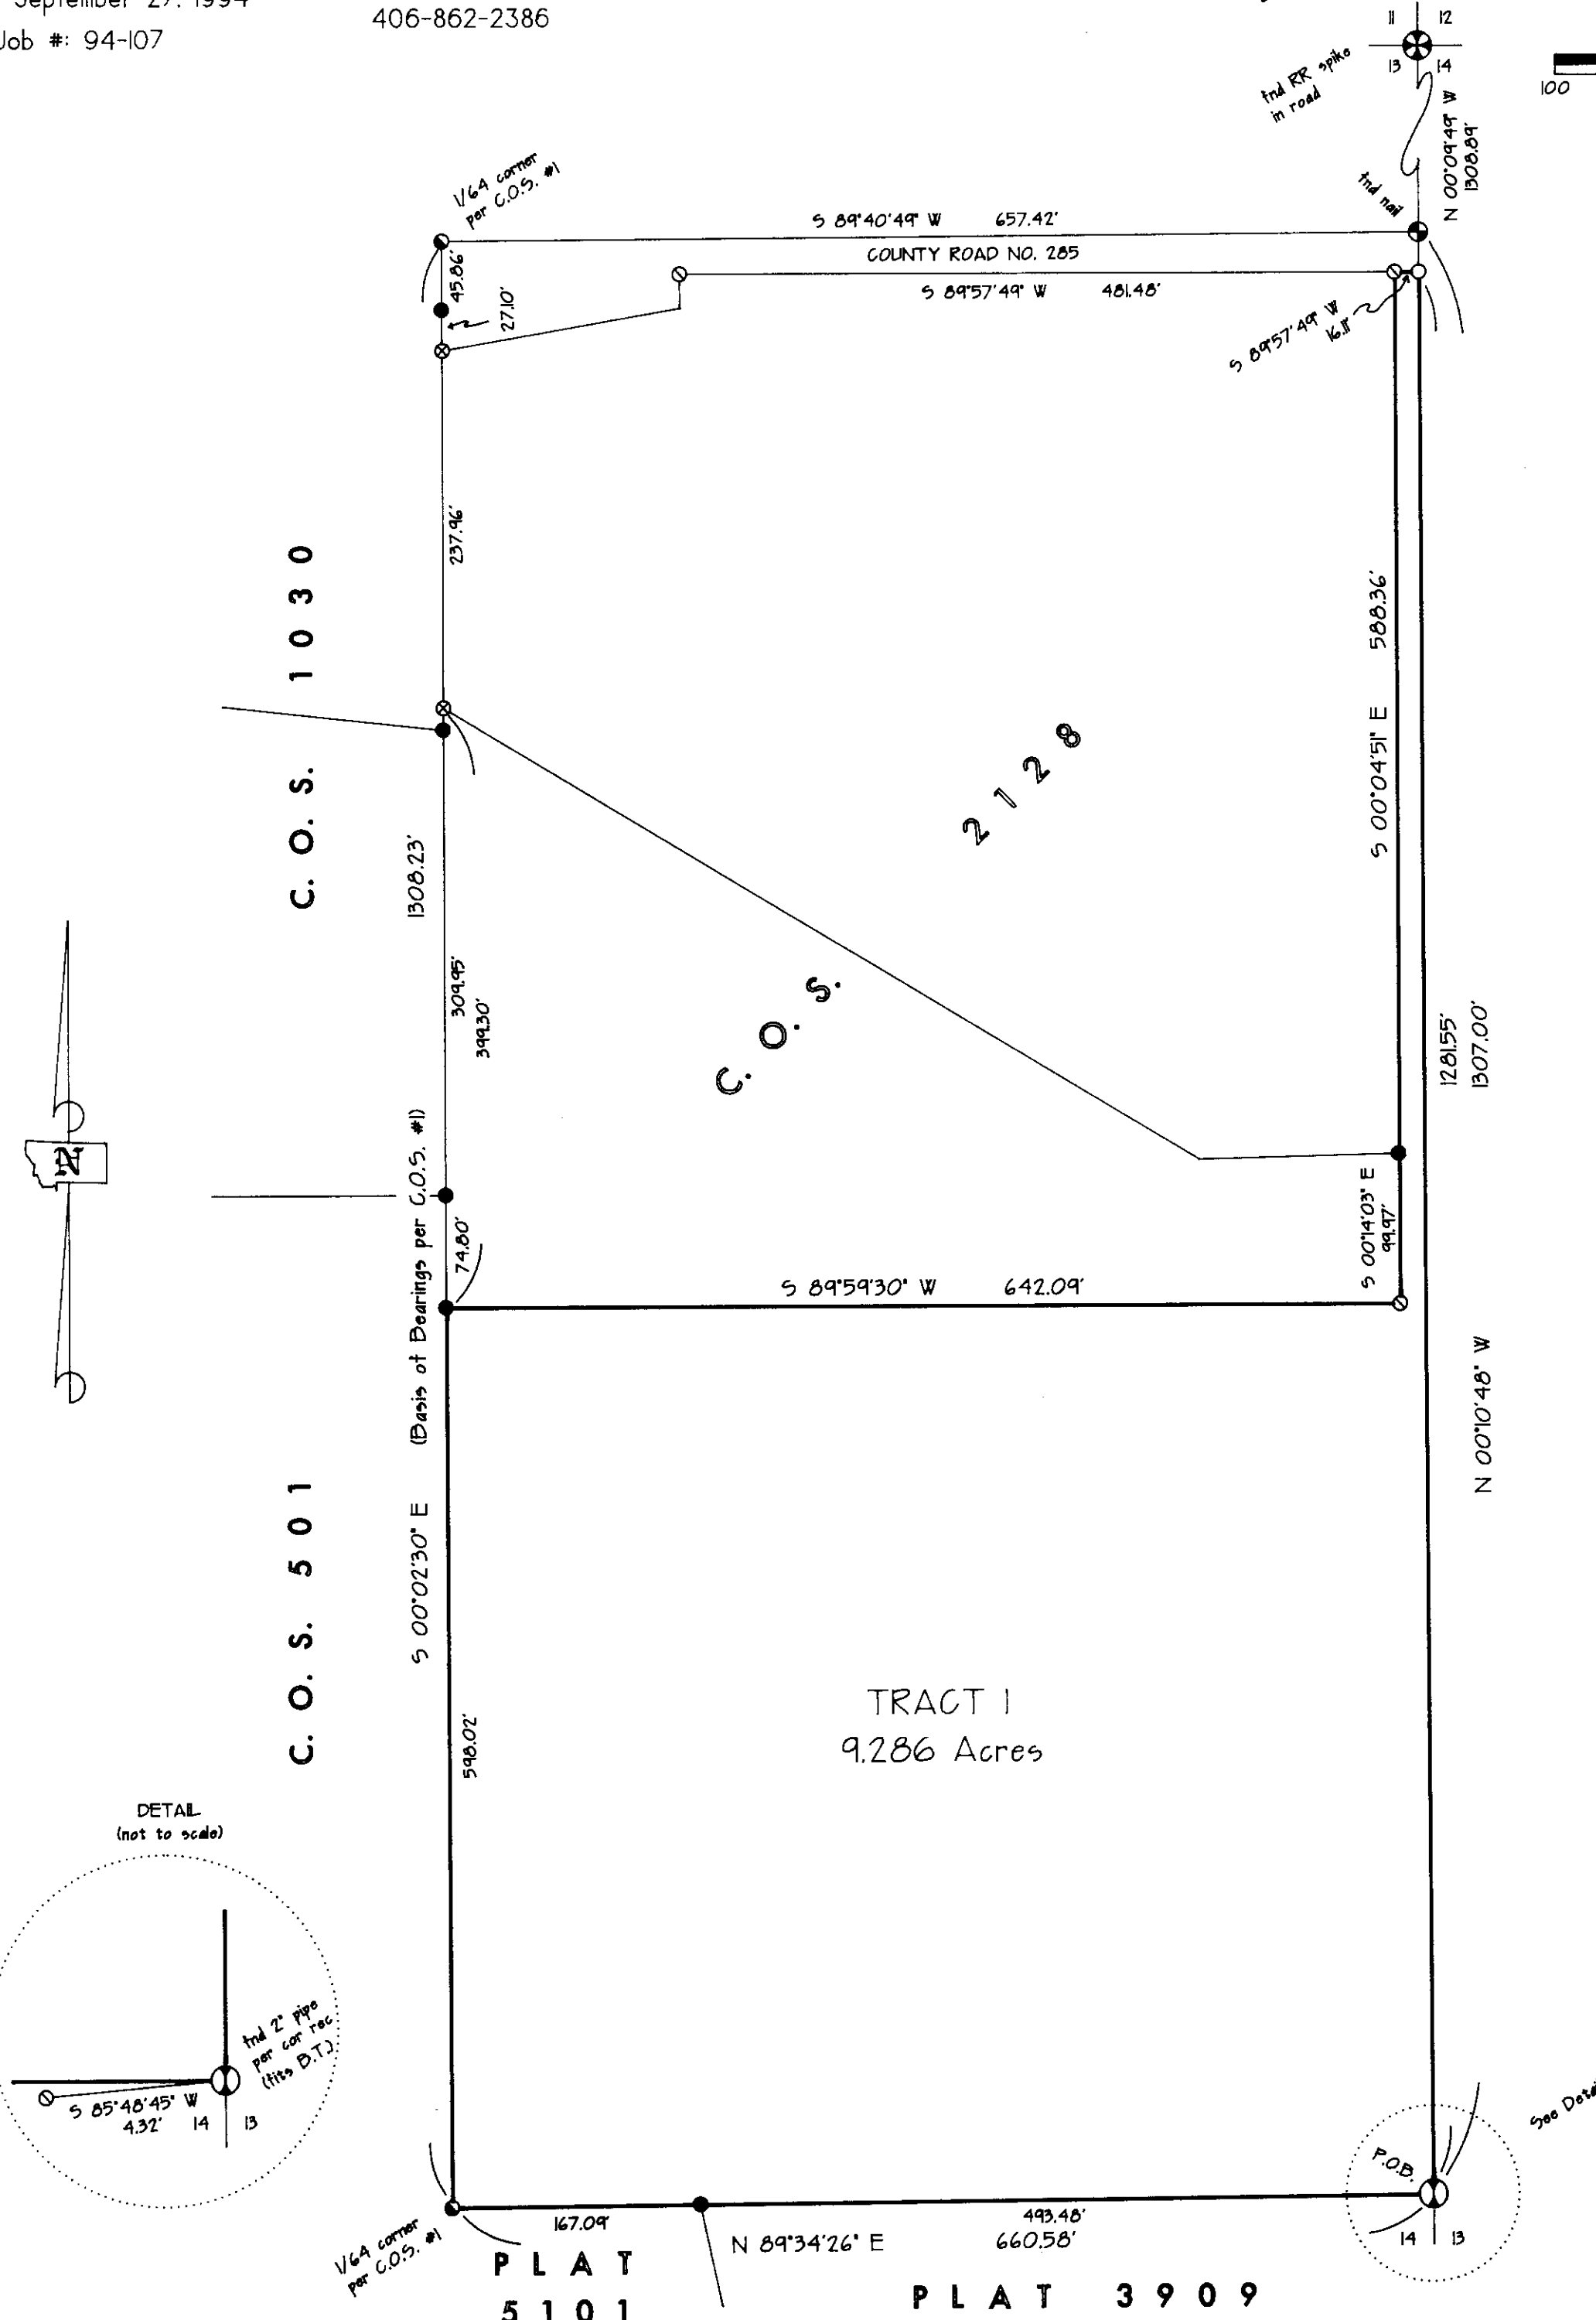 September 27, 1994
Job #: 94-107
406-862-2386
11 12
13 14
fnd RR spike
in road
100
N 00°09'49" W
1308.89'
fnd nail
1/64 corner
per C.O.S. #1
S 89°40'49" W 657.42'
COUNTY ROAD NO. 285
S 89°57'49" W 481.48'
S 89°57'49" W
16.11'
45.86'
27.10'
237.96'
C. O. S. 1030
588.36'
S 00°04'51" E
C. O. S. 2128
1308.23'
309.95'
399.30'
1281.55'
1307.00'
N
(Basis of Bearings per C.O.S. #1)
74.80'
S 00°14'03" E
99.97'
S 89°59'30" W 642.09'
N 00°10'48" W
C. O. S. 501
S 00°02'30" E
598.02'
TRACT 1
9.286 Acres
DETAIL
(not to scale)
fnd 2" pipe
per cor rec
(fits B.T.)
S 85°48'45" W
4.32'
14 13
See Detail
P.O.B.
14 13
1/64 corner
per C.O.S. #1
167.09'
493.48'
N 89°34'26" E 660.58'
PLAT
5101
PLAT 3909